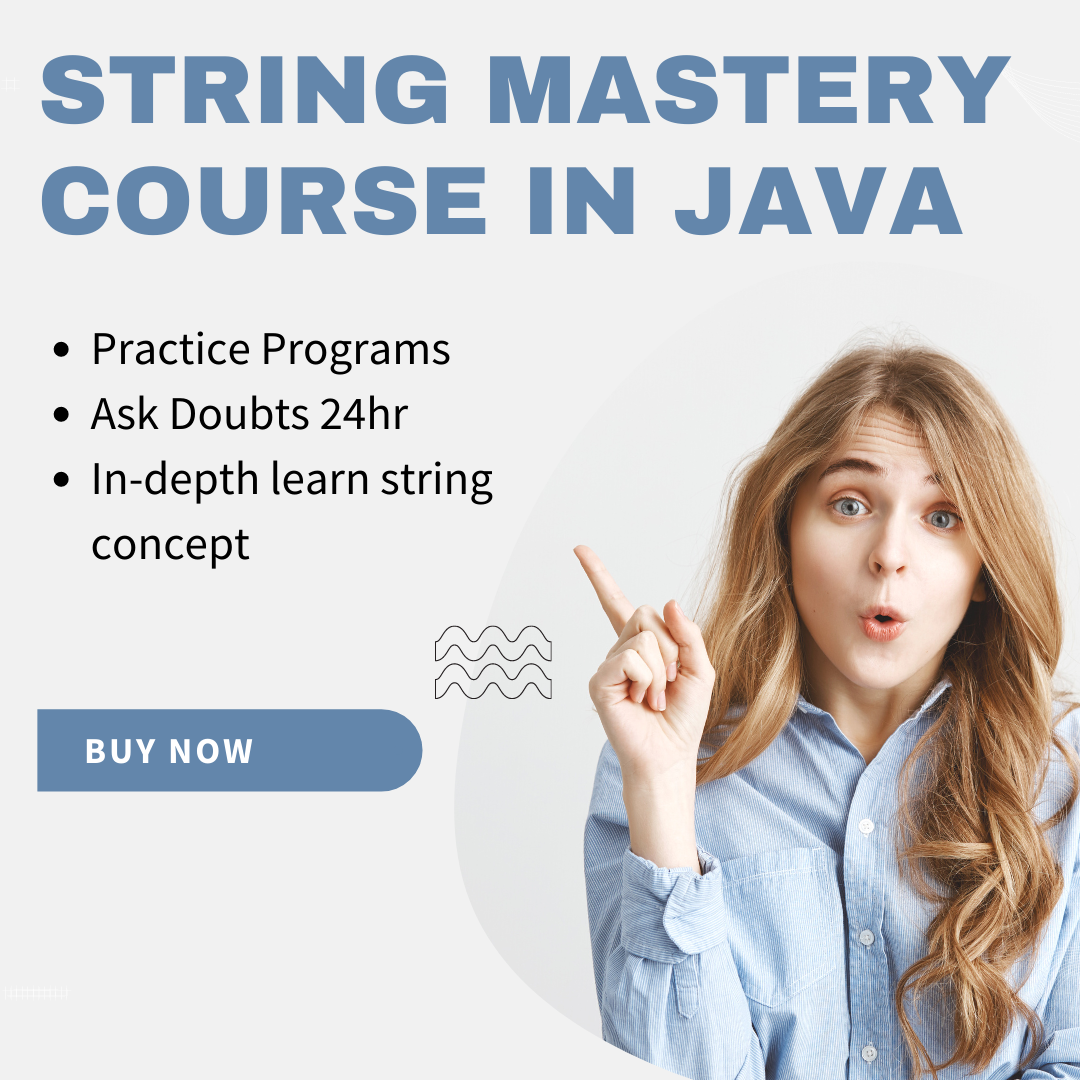 STRING MASTERY
COURSE IN JAVA
• Practice Programs
• Ask Doubts 24hr
• In-depth learn string
concept
BUY NOW